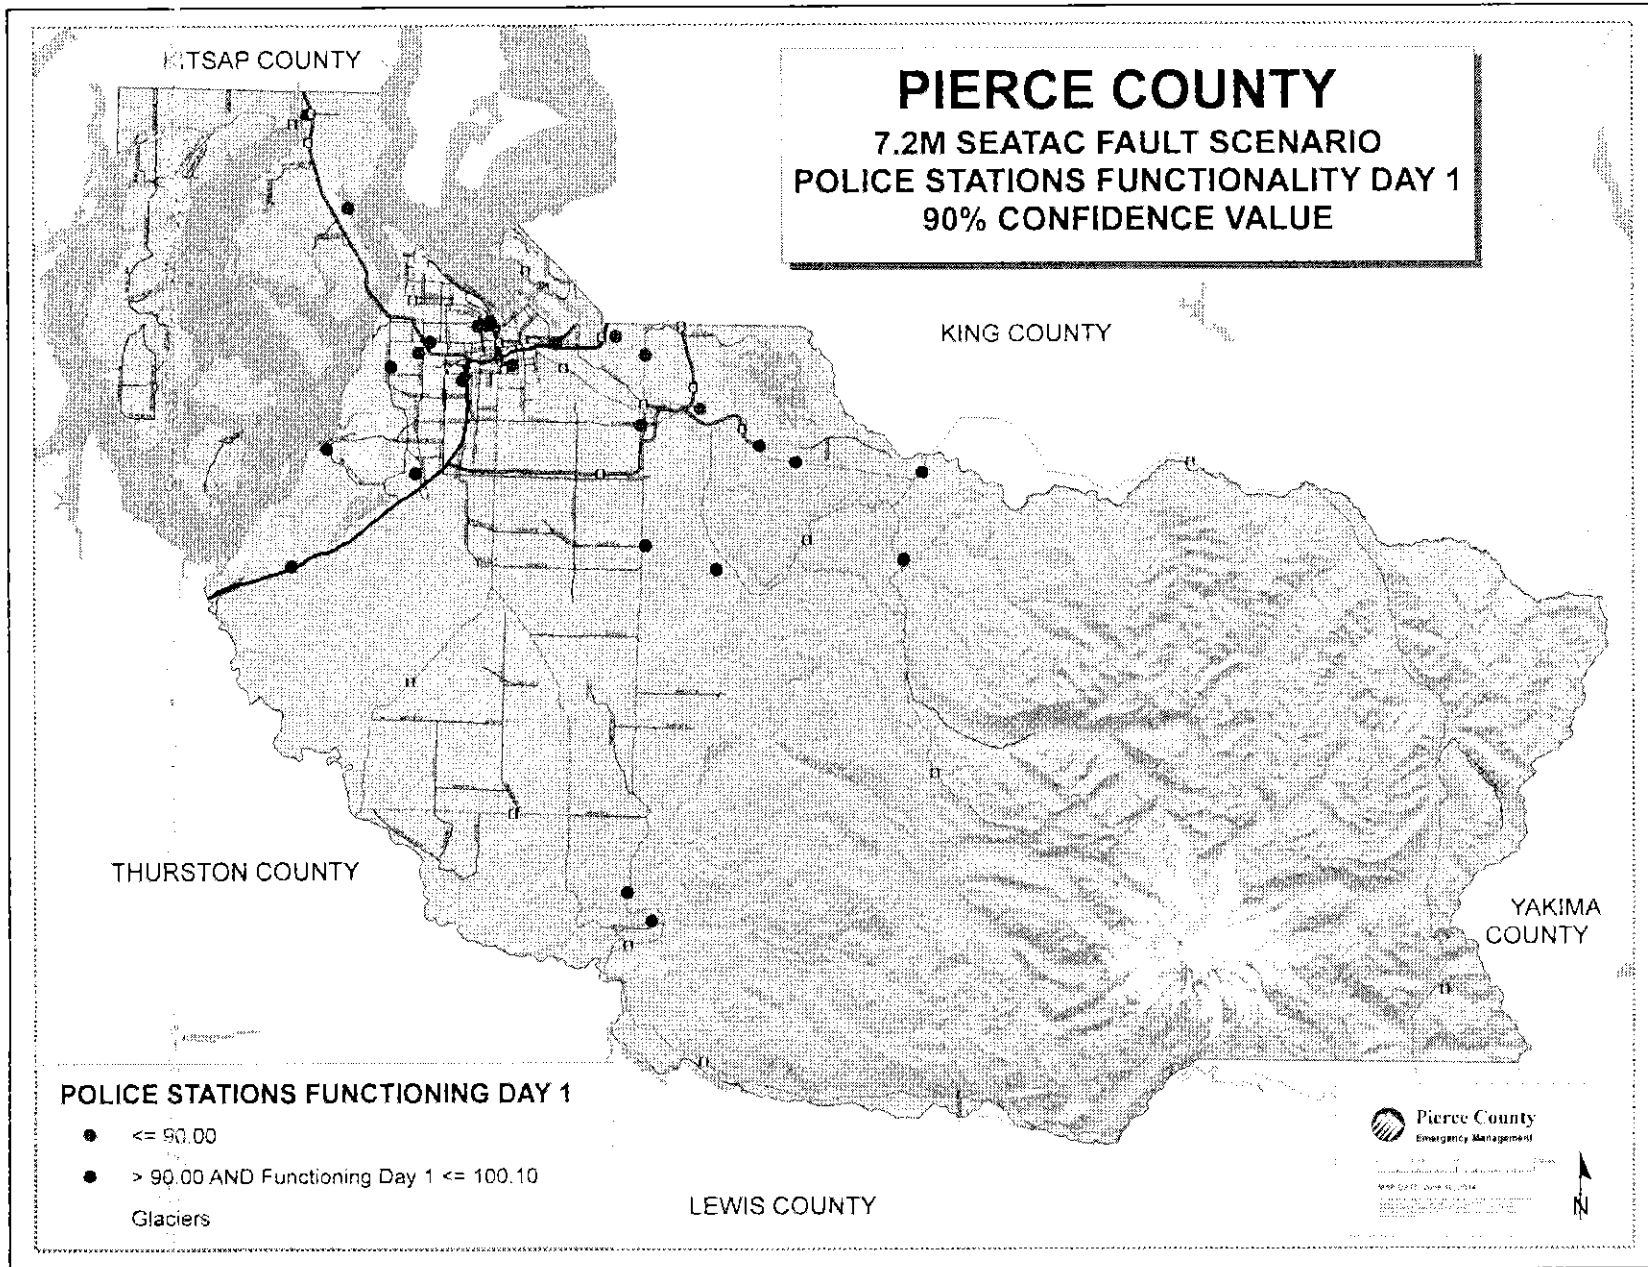 KITSAP COUNTY
PIERCE COUNTY
7.2M SEATAC FAULT SCENARIO
POLICE STATIONS FUNCTIONALITY DAY 1
90% CONFIDENCE VALUE
KING COUNTY
THURSTON COUNTY
YAKIMA
COUNTY
POLICE STATIONS FUNCTIONING DAY 1
<= 90.00
> 90.00 AND Functioning Day 1 <= 100.10
Glaciers
LEWIS COUNTY
Pierce County
Emergency Management
N